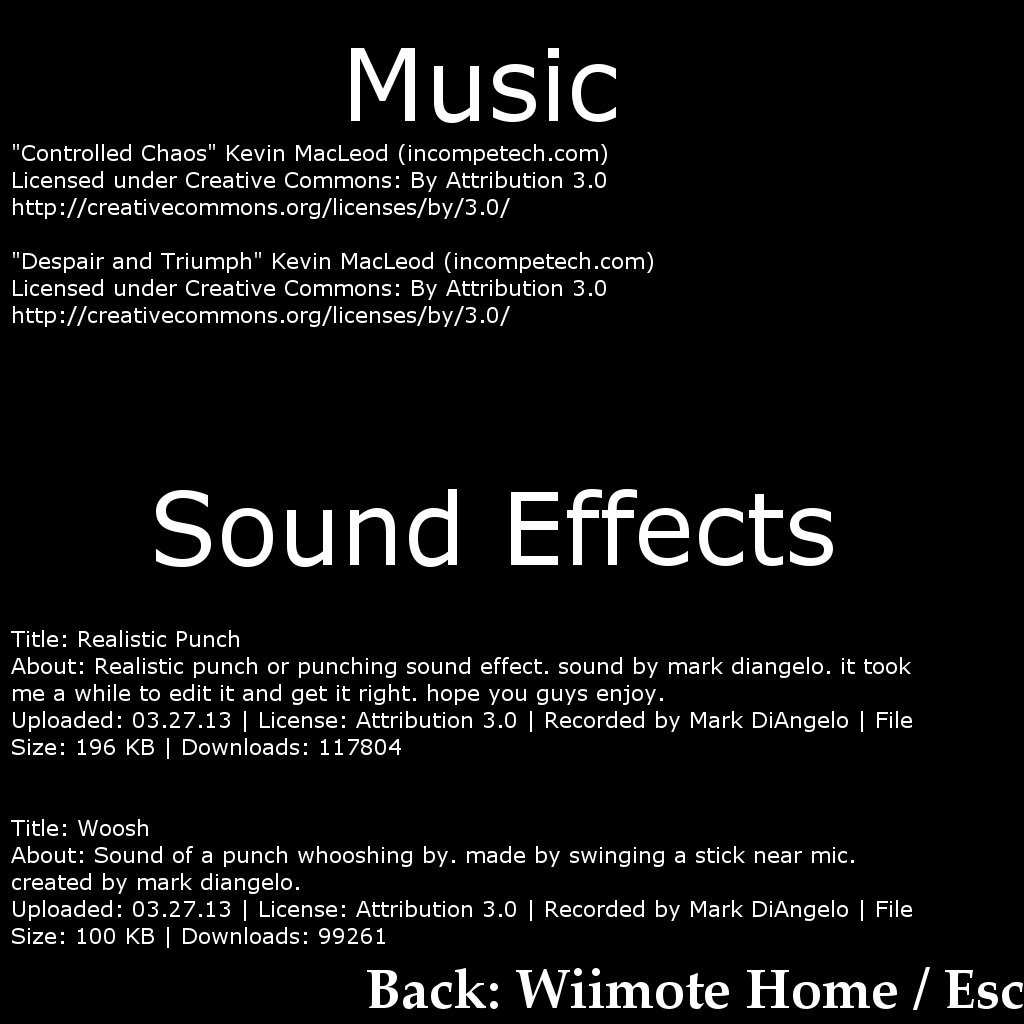 Music
"Controlled Chaos" Kevin MacLeod (incompetech.com)
Licensed under Creative Commons: By Attribution 3.0
http://creativecommons.org/licenses/by/3.0/
"Despair and Triumph" Kevin MacLeod (incompetech.com)
Licensed under Creative Commons: By Attribution 3.0
http://creativecommons.org/licenses/by/3.0/
Sound Effects
Title: Realistic Punch
About: Realistic punch or punching sound effect. sound by mark diangelo. it took
me a while to edit it and get it right. hope you guys enjoy.
Uploaded: 03.27.13 | License: Attribution 3.0 | Recorded by Mark DiAngelo | File
Size: 196 KB | Downloads: 117804
Title: Woosh
About: Sound of a punch whooshing by. made by swinging a stick near mic.
created by mark diangelo.
Uploaded: 03.27.13 | License: Attribution 3.0 | Recorded by Mark DiAngelo | File
Size: 100 KB | Downloads: 99261
Back: Wiimote Home / Esc